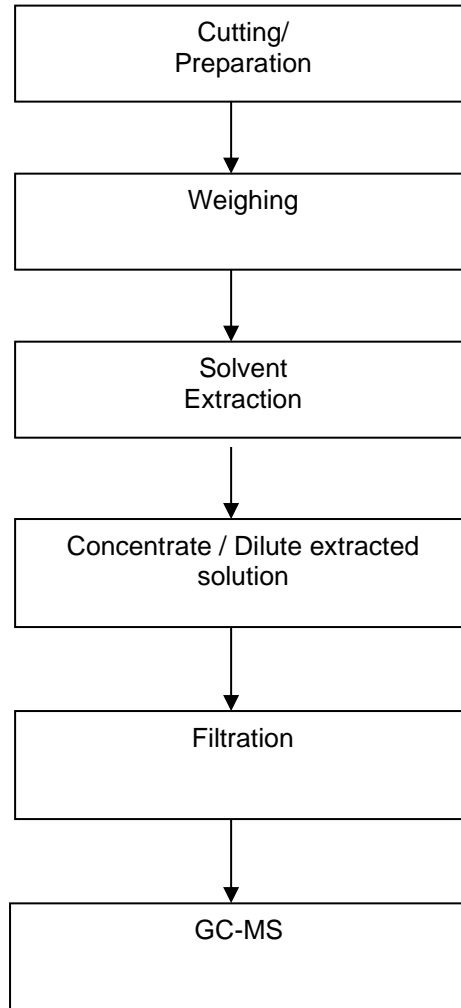 Cutting/
Preparation
Weighing
Solvent
Extraction
Concentrate / Dilute extracted
solution
Filtration
GC-MS